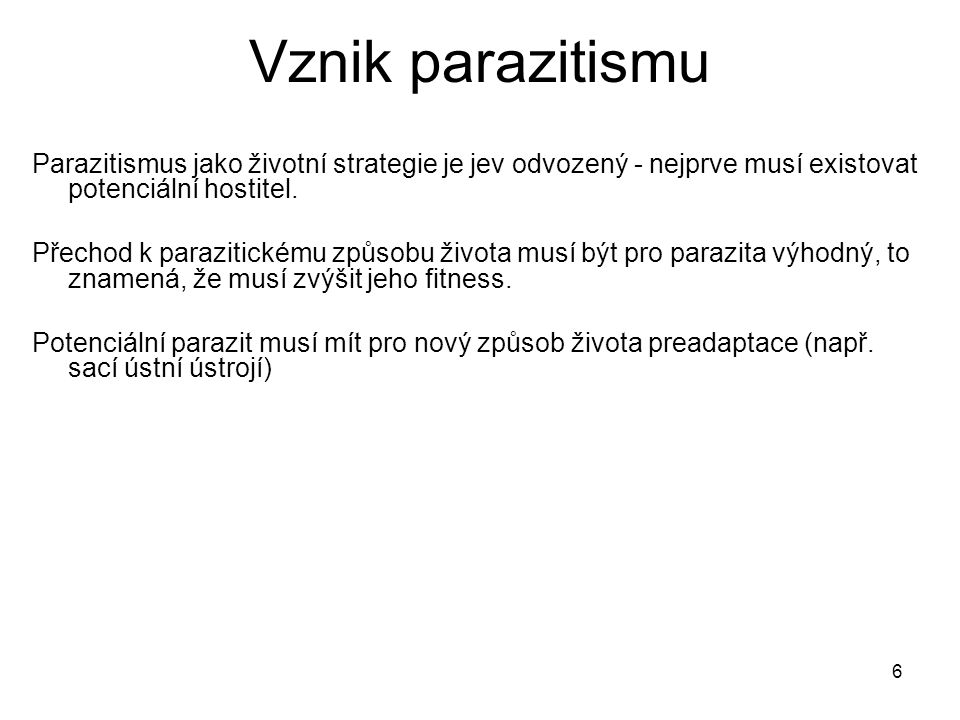 Vznik parazitismu
Parazitismus jako životní strategie je jev odvozený - nejprve musí existovat
potenciální hostitel.
Přechod k parazitickému způsobu života musí být pro parazita výhodný, to
znamená, že musí zvýšit jeho fitness.
Potenciální parazit musí mít pro nový způsob života preadaptace (např.
sací ústní ústrojí)
6